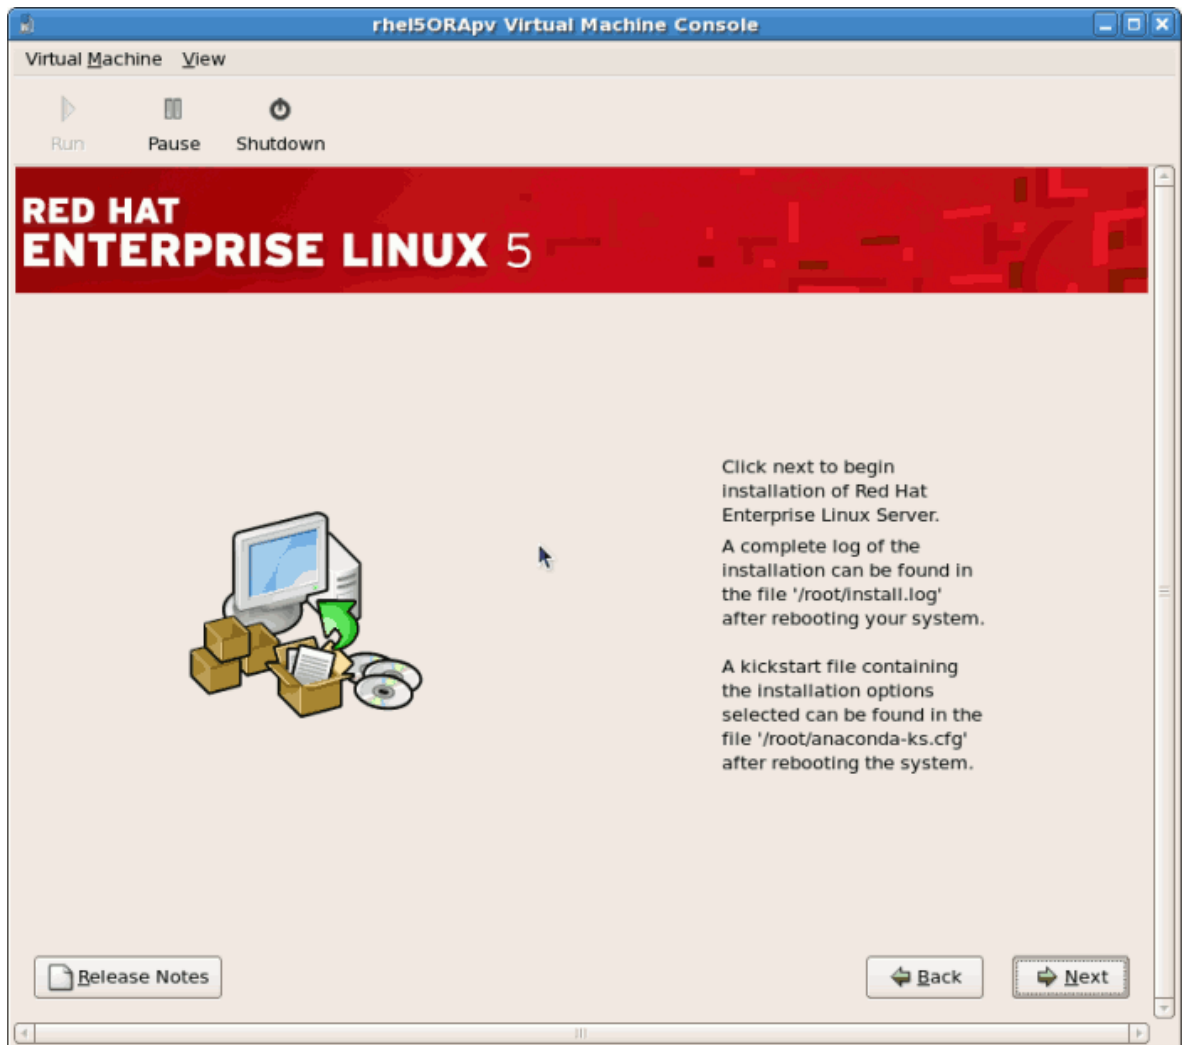 rhel5ORApv Virtual Machine Console
Virtual Machine View
Run Pause Shutdown
RED HAT
ENTERPRISE LINUX 5
Click next to begin
installation of Red Hat
Enterprise Linux Server.
A complete log of the
installation can be found in
the file '/root/install.log'
after rebooting your system.
A kickstart file containing
the installation options
selected can be found in the
file '/root/anaconda-ks.cfg'
after rebooting the system.
Release Notes Back Next